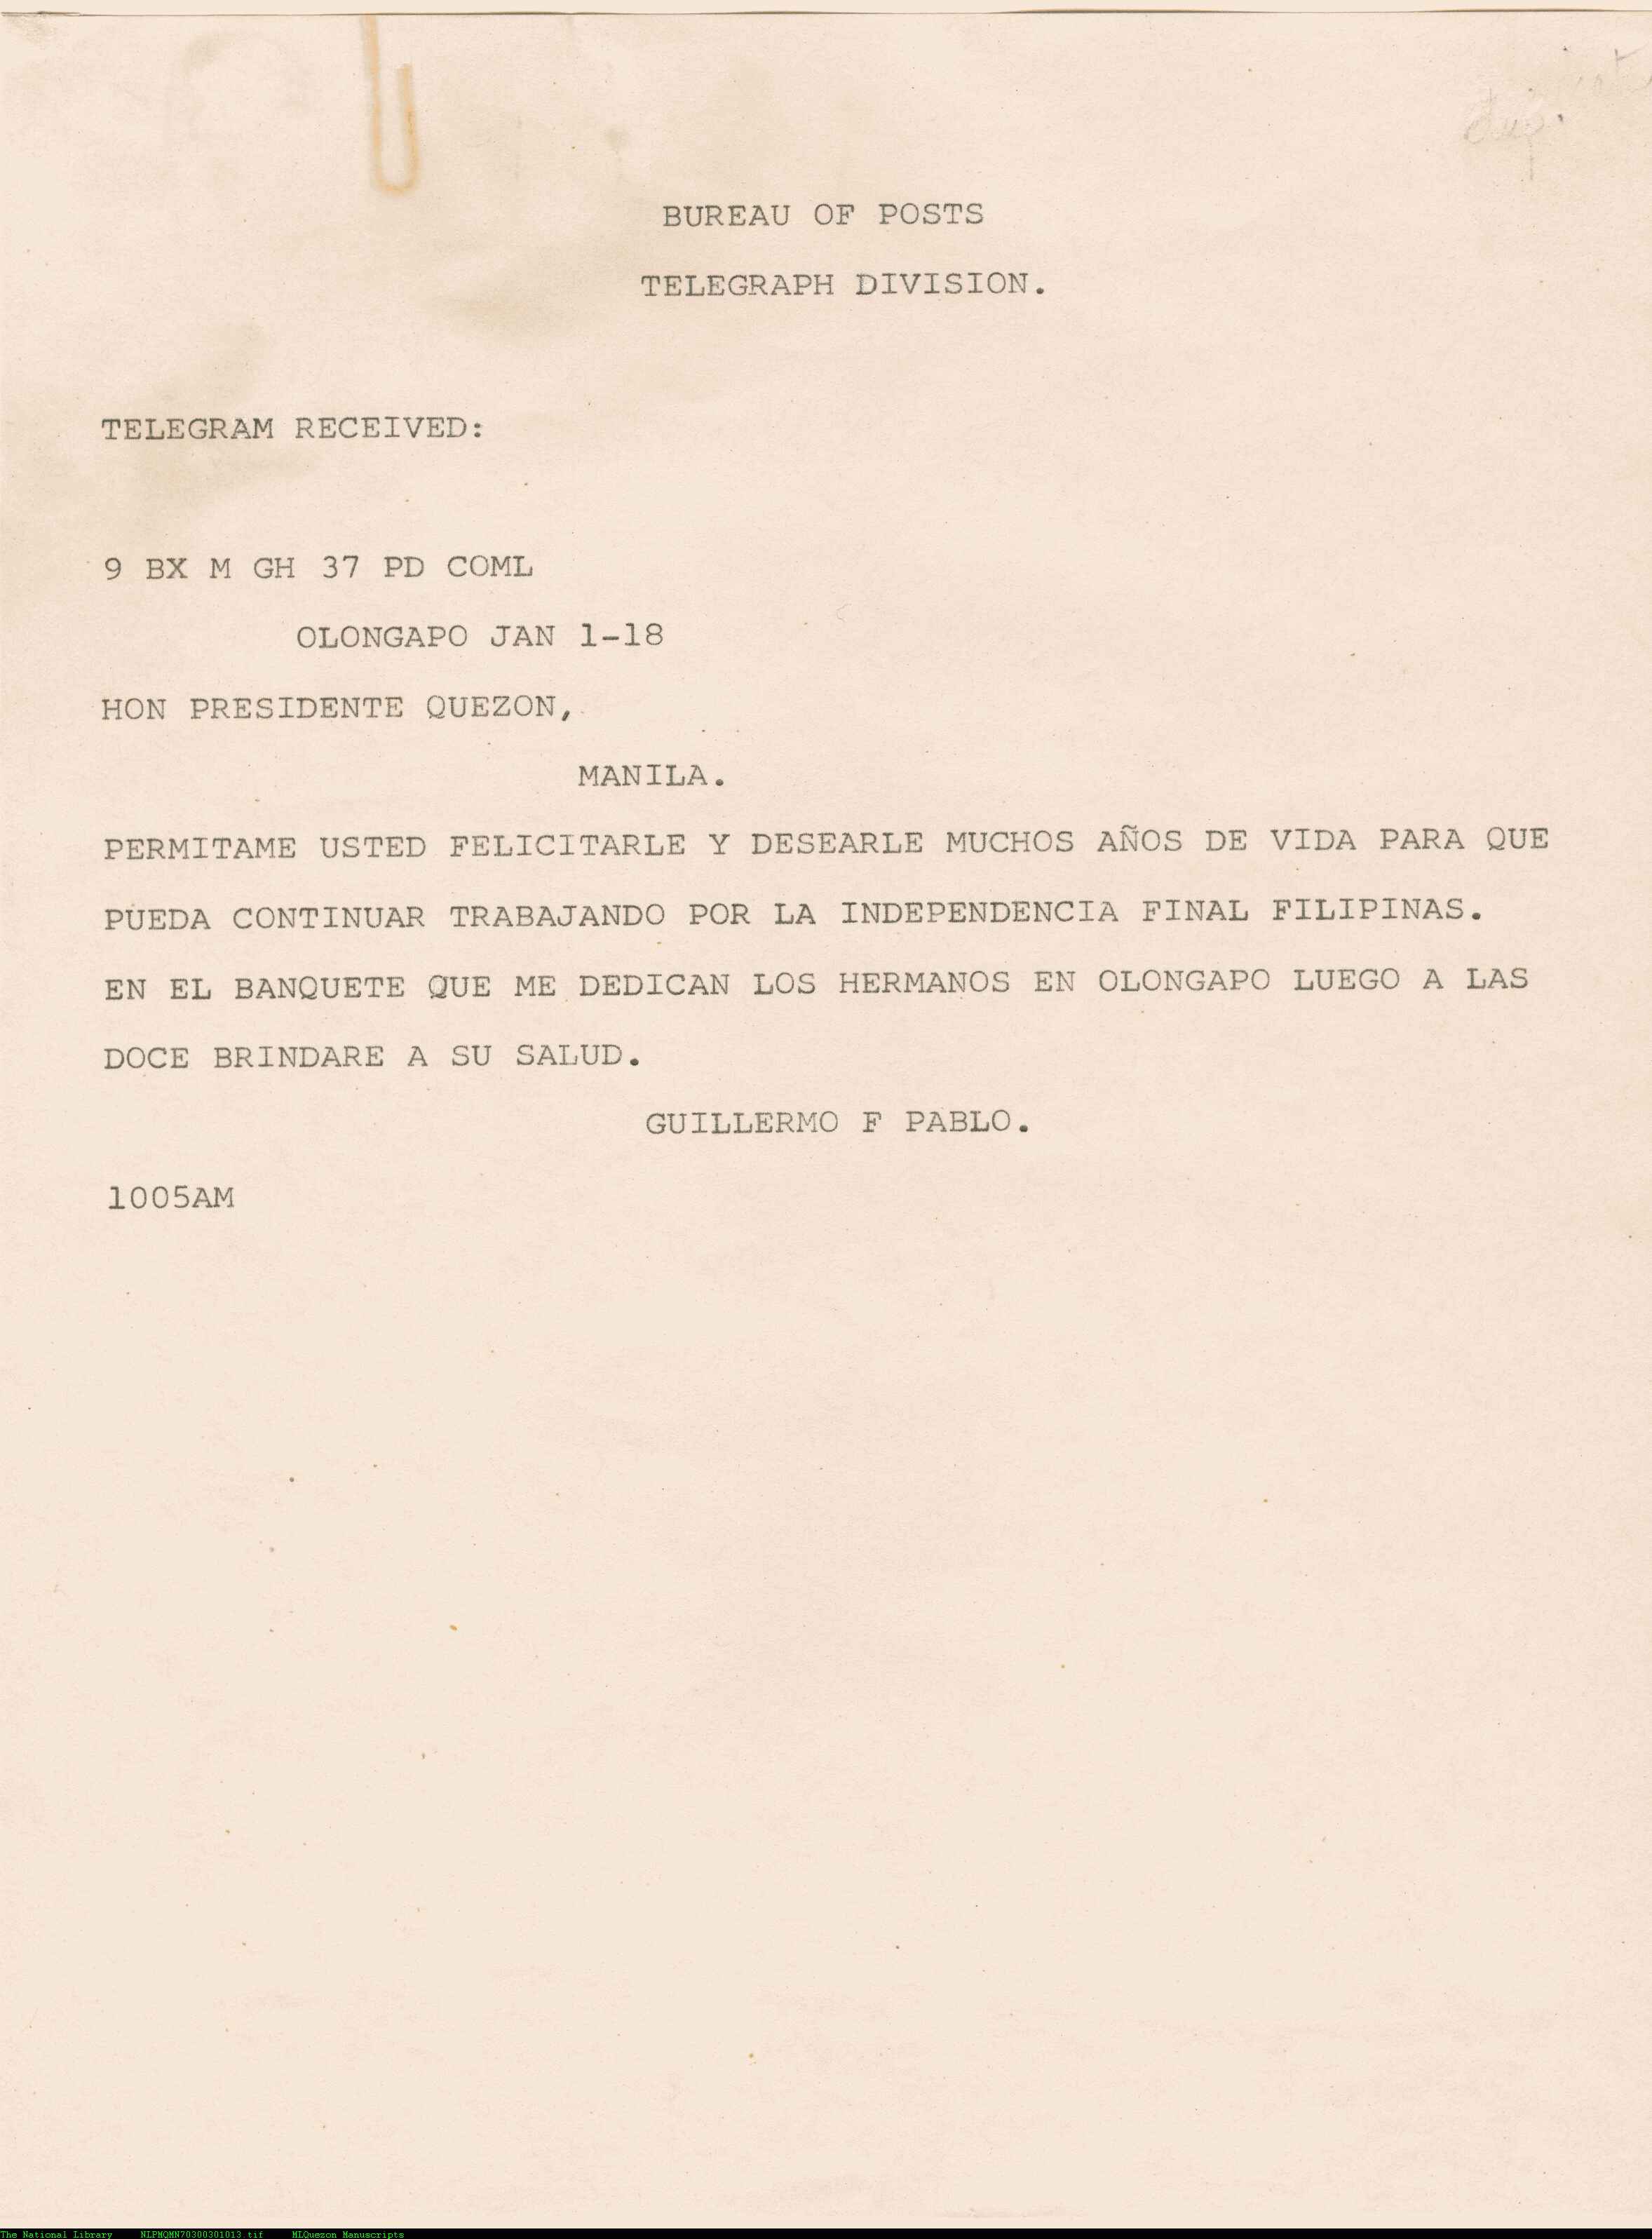 BUREAU OF POSTS
TELEGRAPH DIVISION.
TELEGRAM RECEIVED:
9 BX M GH 37 PD COML
OLONGAPO JAN 1-18
HON PRESIDENTE QUEZON,
MANILA.
PERMITAME USTED FELICITARLE Y DESEARLE MUCHOS AÑOS DE VIDA PARA QUE
PUEDA CONTINUAR TRABAJANDO POR LA INDEPENDENCIA FINAL FILIPINAS.
EN EL BANQUETE QUE ME DEDICAN LOS HERMANOS EN OLONGAPO LUEGO A LAS
DOCE BRINDARE A SU SALUD.
GUILLERMO F PABLO.
1005AM
The National Library NLPMQMN70300301013.tif MLQuezon Manuscripts